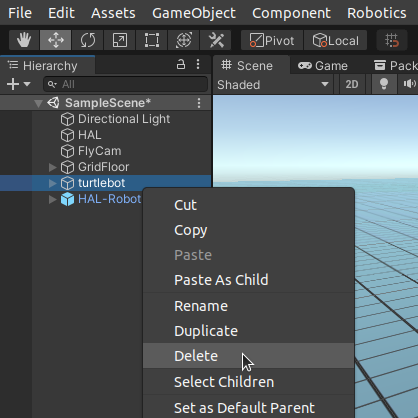 File Edit Assets GameObject Component Robotics
Pivot Local
Hierarchy
Scene Game Pack
All
Shaded 2D
SampleScene*
Directional Light
HAL
FlyCam
GridFloor
turtlebot
HAL-Robot
Cut
Copy
Paste
Paste As Child
Rename
Duplicate
Delete
Select Children
Set as Default Parent